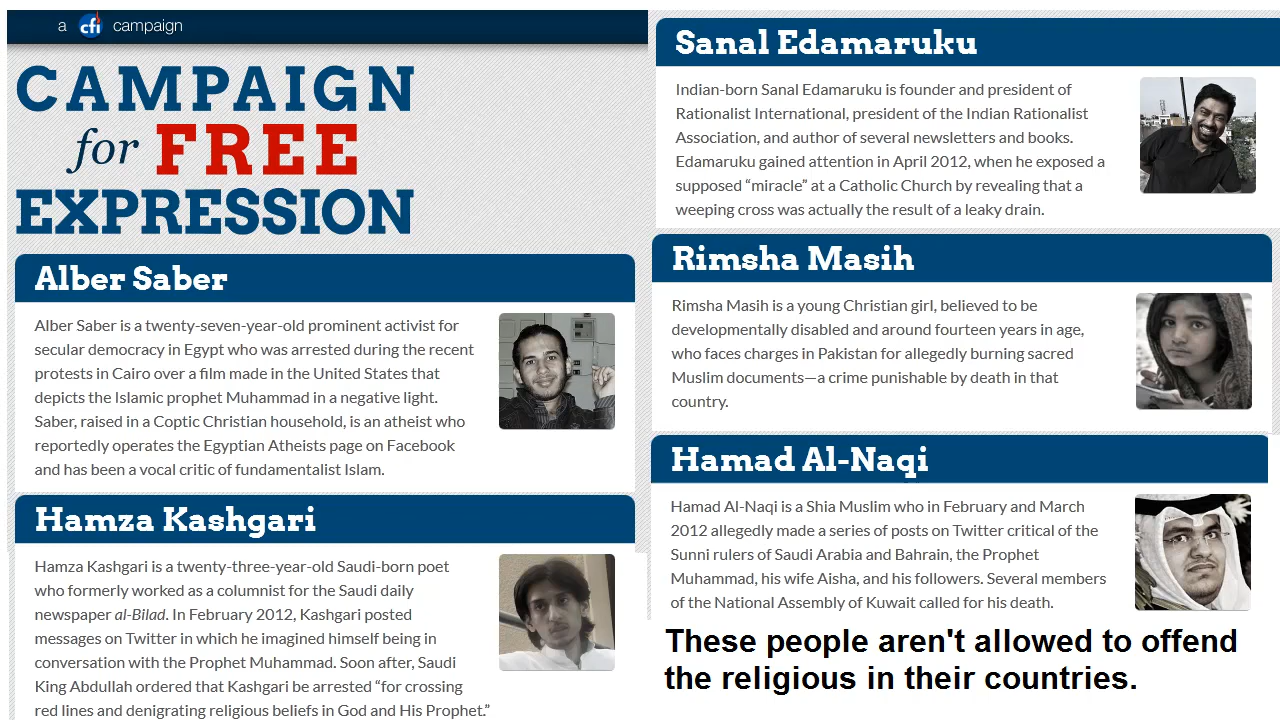 a cfi campaign
CAMPAIGN
for FREE
EXPRESSION
Alber Saber
Alber Saber is a twenty-seven-year-old prominent activist for
secular democracy in Egypt who was arrested during the recent
protests in Cairo over a film made in the United States that
depicts the Islamic prophet Muhammad in a negative light.
Saber, raised in a Coptic Christian household, is an atheist who
reportedly operates the Egyptian Atheists page on Facebook
and has been a vocal critic of fundamentalist Islam.
Hamza Kashgari
Hamza Kashgari is a twenty-three-year-old Saudi-born poet
who formerly worked as a columnist for the Saudi daily
newspaper al-Bilad. In February 2012, Kashgari posted
messages on Twitter in which he imagined himself being in
conversation with the Prophet Muhammad. Soon after, Saudi
King Abdullah ordered that Kashgari be arrested “for crossing
red lines and denigrating religious beliefs in God and His Prophet.”
Sanal Edamaruku
Indian-born Sanal Edamaruku is founder and president of
Rationalist International, president of the Indian Rationalist
Association, and author of several newsletters and books.
Edamaruku gained attention in April 2012, when he exposed a
supposed “miracle” at a Catholic Church by revealing that a
weeping cross was actually the result of a leaky drain.
Rimsha Masih
Rimsha Masih is a young Christian girl, believed to be
developmentally disabled and around fourteen years in age,
who faces charges in Pakistan for allegedly burning sacred
Muslim documents—a crime punishable by death in that
country.
Hamad Al-Naqi
Hamad Al-Naqi is a Shia Muslim who in February and March
2012 allegedly made a series of posts on Twitter critical of the
Sunni rulers of Saudi Arabia and Bahrain, the Prophet
Muhammad, his wife Aisha, and his followers. Several members
of the National Assembly of Kuwait called for his death.
These people aren't allowed to offend
the religious in their countries.